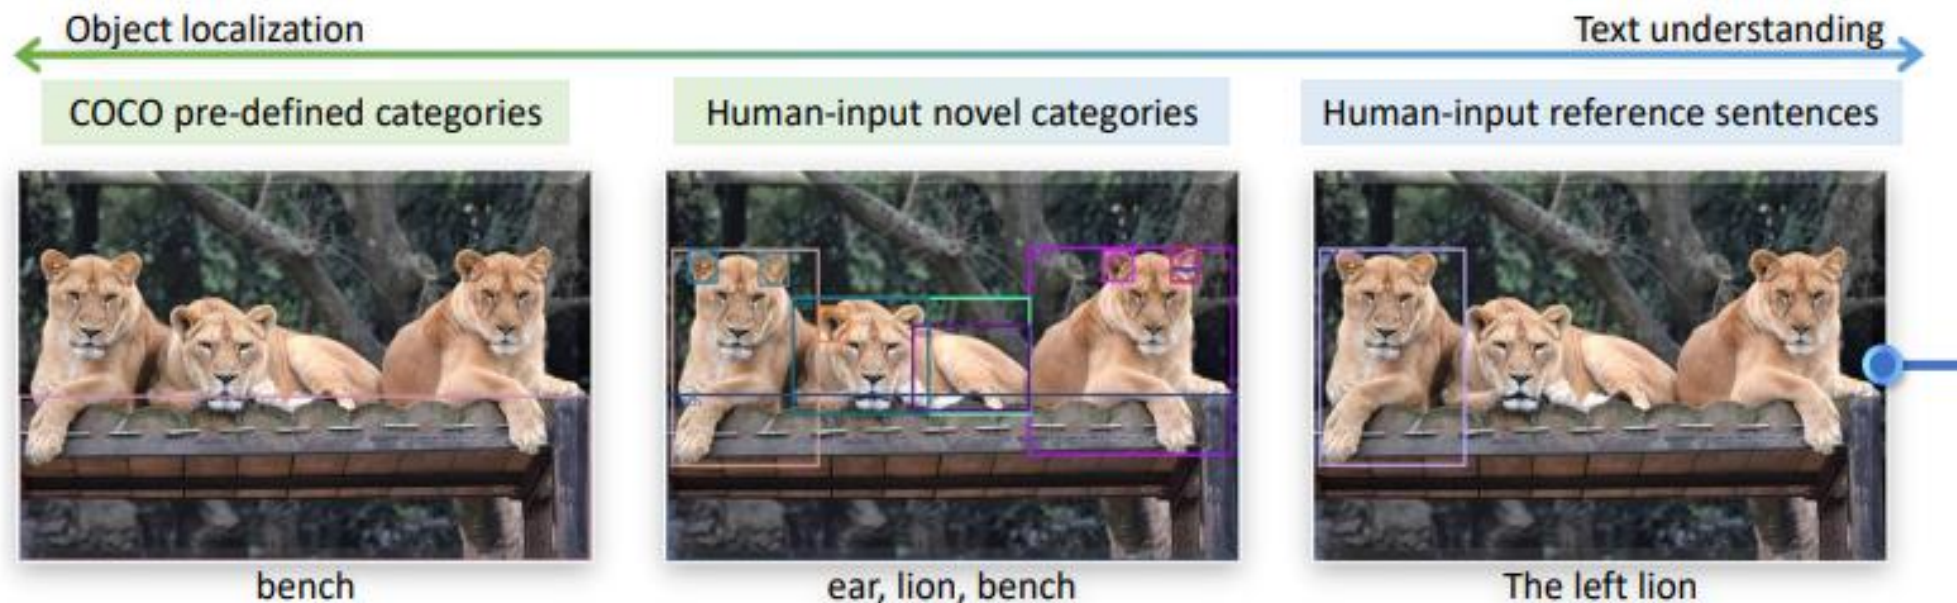 Object localization
Text understanding
COCO pre-defined categories
Human-input novel categories
Human-input reference sentences
bench
ear, lion, bench
The left lion